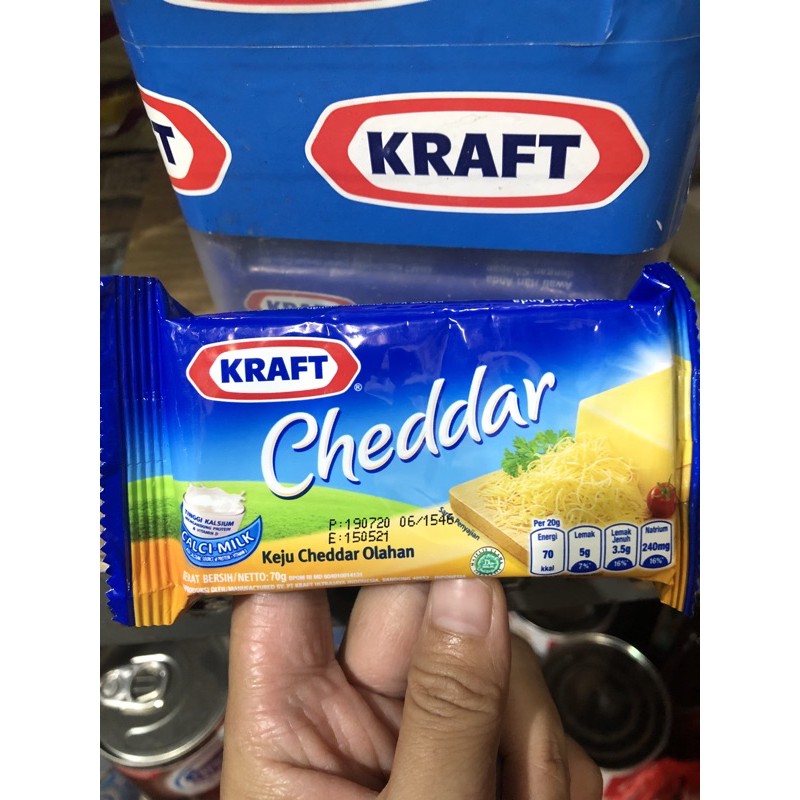 KRAFT
KRAFT
KRAFT
®
Cheddar
TINGGI KALSIUM
CALCI-MILK
P:190720 06/1546
E:150521
Saran Penyajian
Keju Cheddar Olahan
BERSIH/NETTO: 70g
Per 20g
Energi
70
kkal
Lemak
5g
7%
Lemak
Jenuh
3.5g
16%
Natrium
240mg
16%